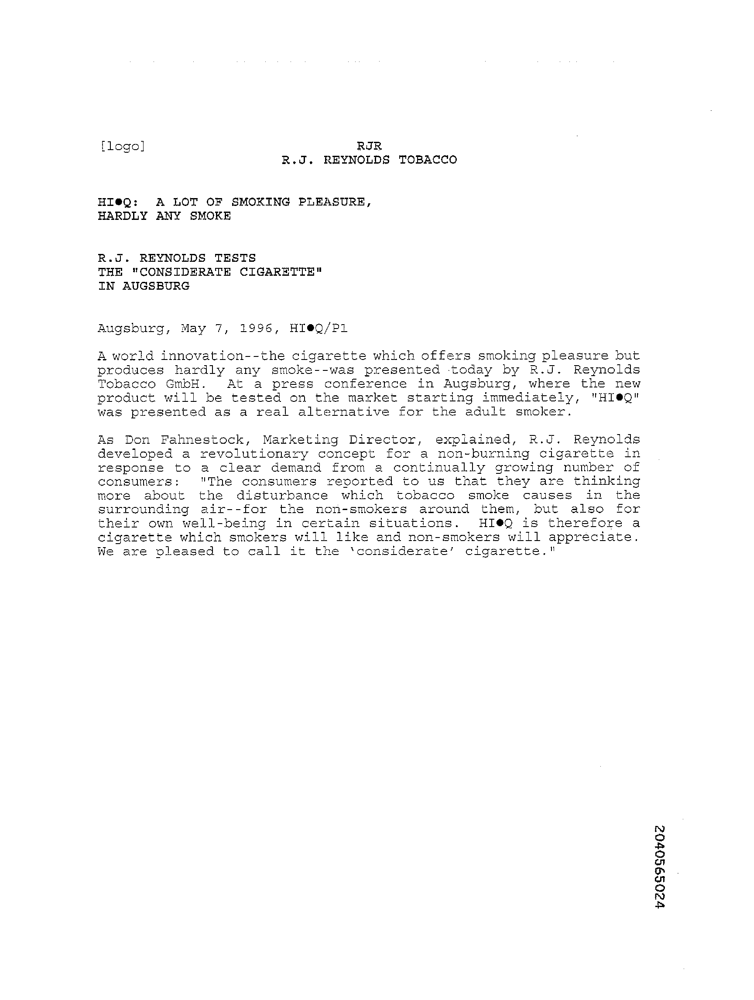 [logo]
RJR
R.J. REYNOLDS TOBACCO
HI●Q: A LOT OF SMOKING PLEASURE,
HARDLY ANY SMOKE
R.J. REYNOLDS TESTS
THE "CONSIDERATE CIGARETTE"
IN AUGSBURG
Augsburg, May 7, 1996, HI●Q/P1
A world innovation--the cigarette which offers smoking pleasure but
produces hardly any smoke--was presented today by R.J. Reynolds
Tobacco GmbH. At a press conference in Augsburg, where the new
product will be tested on the market starting immediately, "HI●Q"
was presented as a real alternative for the adult smoker.
As Don Fahnestock, Marketing Director, explained, R.J. Reynolds
developed a revolutionary concept for a non-burning cigarette in
response to a clear demand from a continually growing number of
consumers: "The consumers reported to us that they are thinking
more about the disturbance which tobacco smoke causes in the
surrounding air--for the non-smokers around them, but also for
their own well-being in certain situations. HI●Q is therefore a
cigarette which smokers will like and non-smokers will appreciate.
We are pleased to call it the `considerate' cigarette."
2040565024